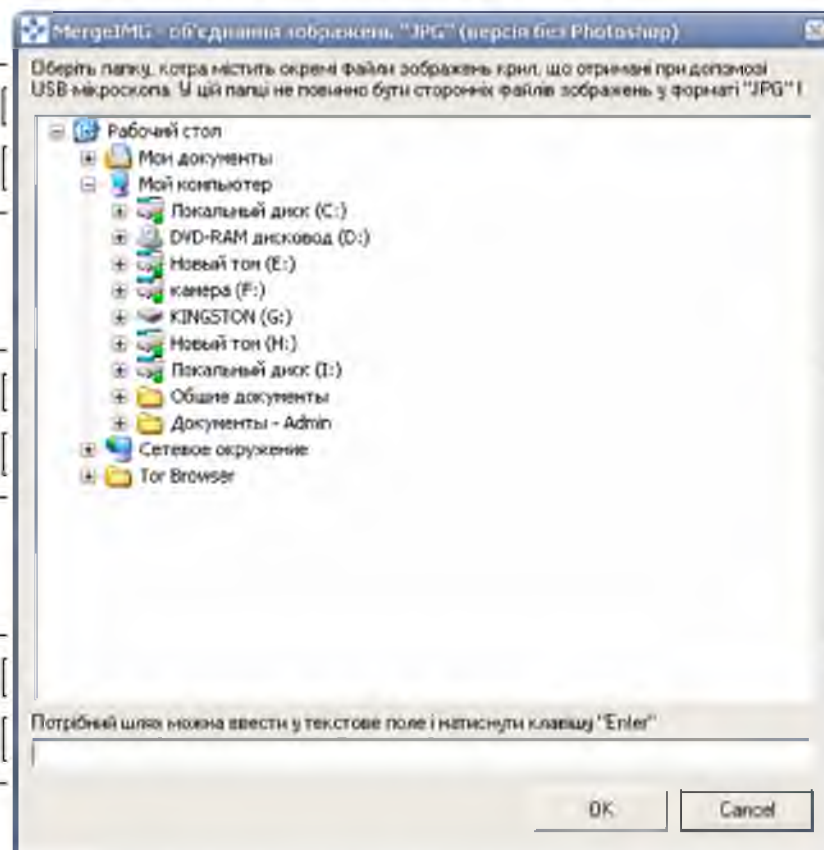 MergeIMG - об'єднання зображень "JPG" (версія без Photoshop)
Оберіть папку, котра містить окремі файли зображень крил, що отримані при допомозі
USB-мікроскопа. У цій папці не повинно бути сторонніх файлів зображень у форматі "JPG" !
Рабочий стол
Мои документы
Мой компьютер
Локальный диск (C:)
DVD-RAM дисковод (D:)
Новый том (E:)
камера (F:)
KINGSTON (G:)
Новый том (H:)
Локальный диск (I:)
Общие документы
Документы - Admin
Сетевое окружение
Tor Browser
Потрібний шлях можна ввести у текстове поле і натиснути клавішу "Enter"
OK
Cancel